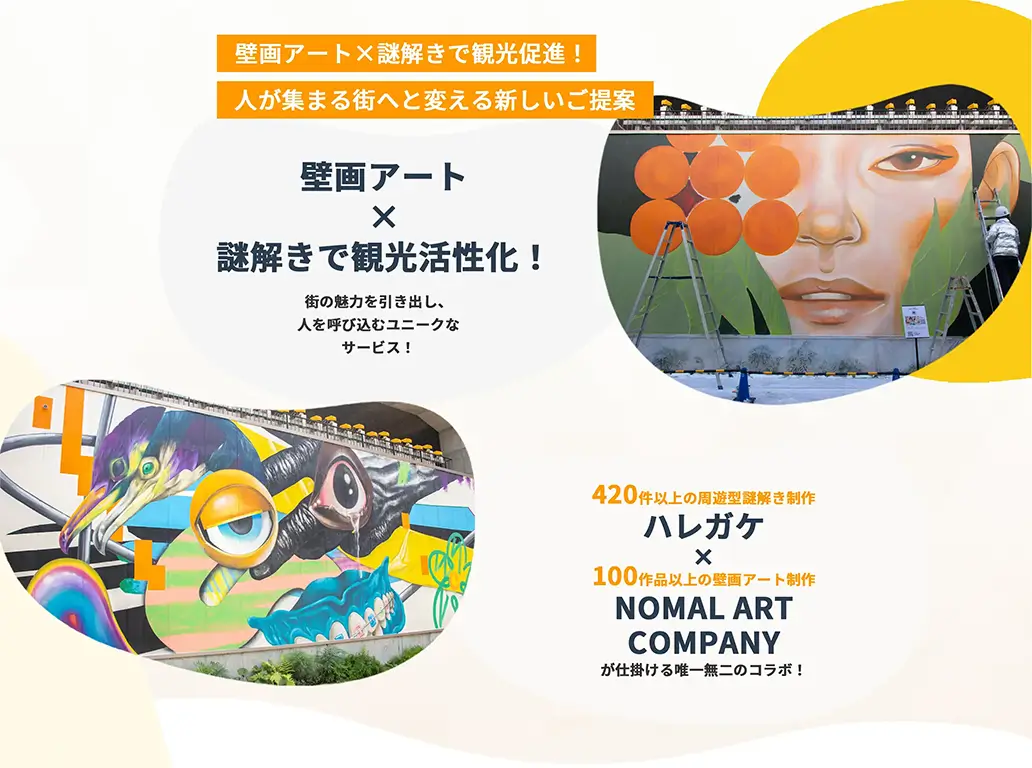 壁画アート×謎解きで観光促進！
人が集まる街へと変える新しいご提案
壁画アート
×
謎解きで観光活性化！
街の魅力を引き出し、
人を呼び込むユニークな
サービス！
420件以上の周遊型謎解き制作
ハレガケ
×
100作品以上の壁画アート制作
NOMAL ART
COMPANY
が仕掛ける唯一無二のコラボ！